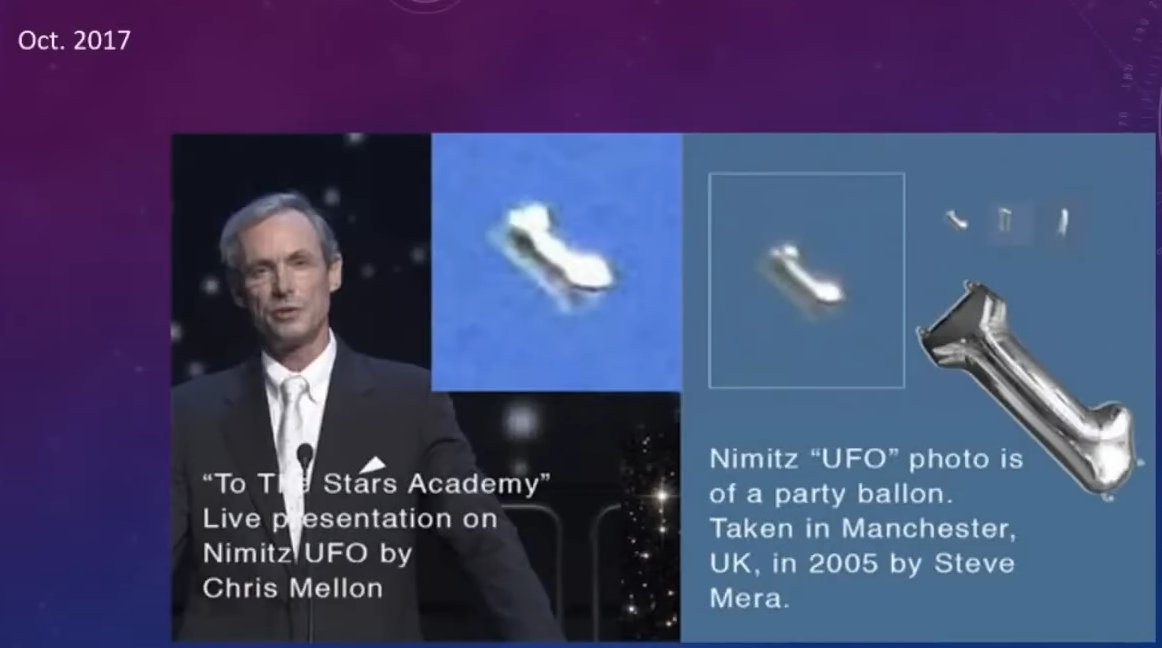 Oct. 2017
“To The Stars Academy”
Live presentation on
Nimitz UFO by
Chris Mellon
Nimitz “UFO” photo is
of a party ballon.
Taken in Manchester,
UK, in 2005 by Steve
Mera.